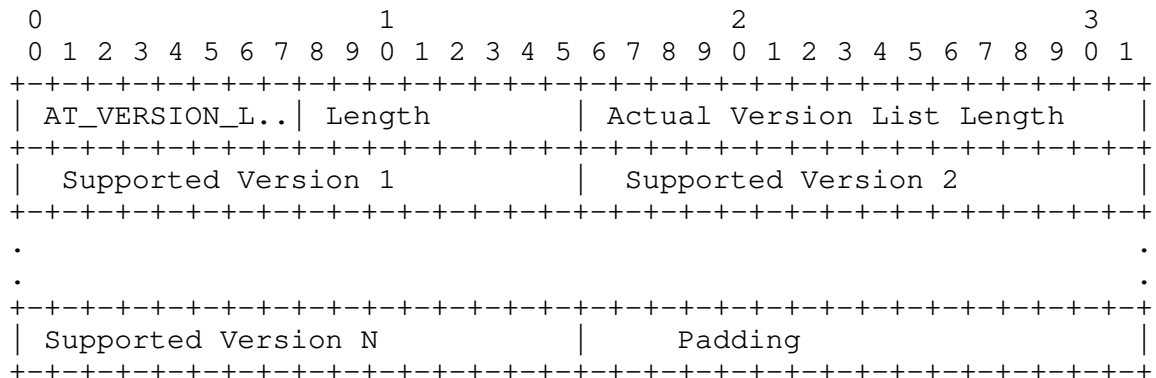 0                   1                   2                   3
 0 1 2 3 4 5 6 7 8 9 0 1 2 3 4 5 6 7 8 9 0 1 2 3 4 5 6 7 8 9 0 1
+-+-+-+-+-+-+-+-+-+-+-+-+-+-+-+-+-+-+-+-+-+-+-+-+-+-+-+-+-+-+-+-+
| AT_VERSION_L..| Length        | Actual Version List Length    |
+-+-+-+-+-+-+-+-+-+-+-+-+-+-+-+-+-+-+-+-+-+-+-+-+-+-+-+-+-+-+-+-+
|  Supported Version 1          |  Supported Version 2          |
+-+-+-+-+-+-+-+-+-+-+-+-+-+-+-+-+-+-+-+-+-+-+-+-+-+-+-+-+-+-+-+-+
.                                                               .
.                                                               .
+-+-+-+-+-+-+-+-+-+-+-+-+-+-+-+-+-+-+-+-+-+-+-+-+-+-+-+-+-+-+-+-+
| Supported Version N           |     Padding                   |
+-+-+-+-+-+-+-+-+-+-+-+-+-+-+-+-+-+-+-+-+-+-+-+-+-+-+-+-+-+-+-+-+